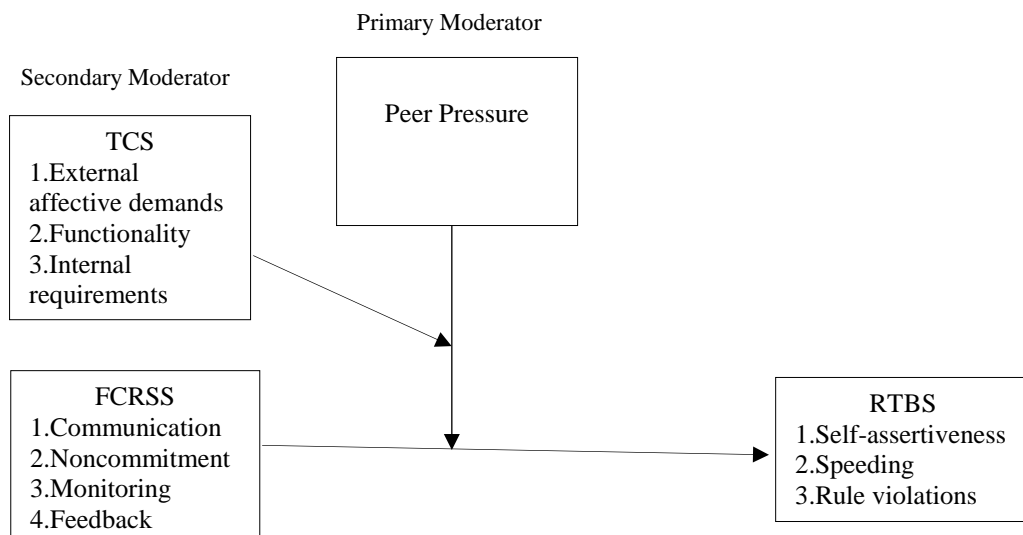 Primary Moderator
Peer Pressure
Secondary Moderator
TCS
1.External
affective demands
2.Functionality
3.Internal
requirements
FCRSS
1.Communication
2.Noncommitment
3.Monitoring
4.Feedback
RTBS
1.Self-assertiveness
2.Speeding
3.Rule violations